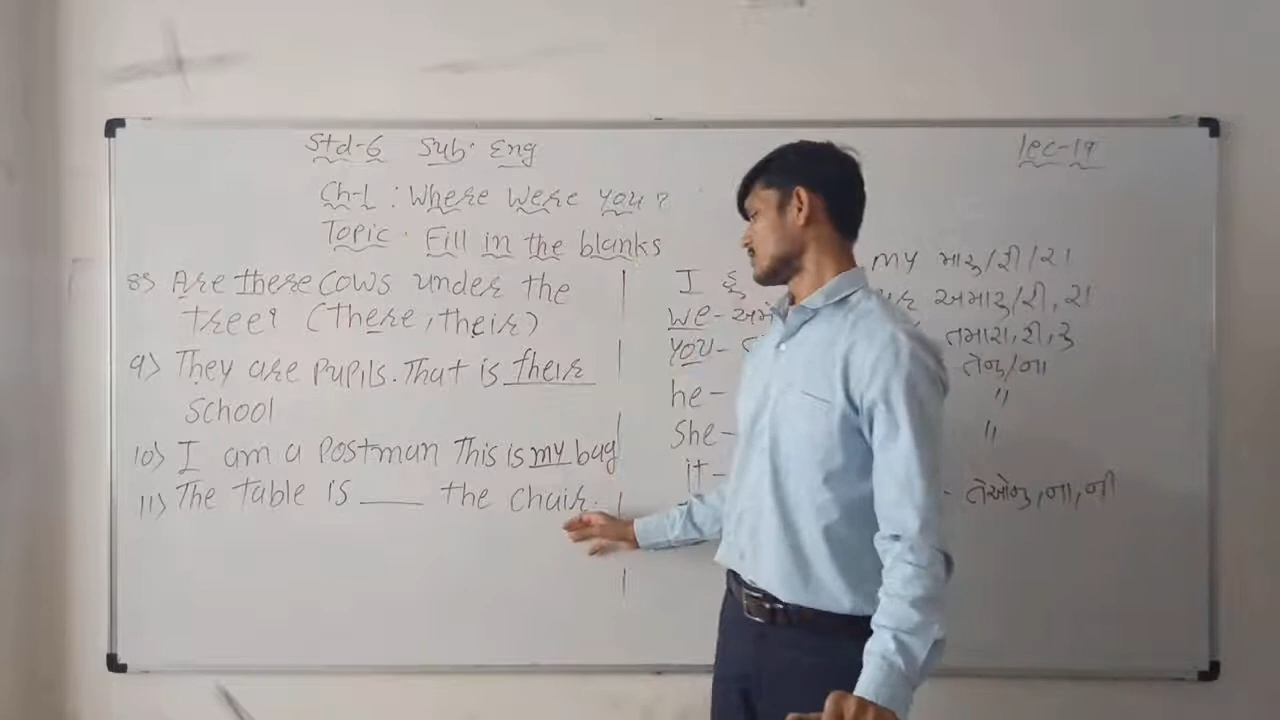 Std-6 Sub. Eng
lec-19
Ch-1 : Where Were you?
Topic. Fill in the blanks
8) Are there cows under the
tree? (there, their)
9) They are Pupils. That is their
School
10) I am a Postman This is my bag
11) The Table is ____ the chair.
I હું my મારુ/રી/રા
we- અમે અમારુ/રી, રા
you- તમારા, રી, રુ
he- તેનુ/ના
She- "
it- "
- તેઓનુ, ના, ની